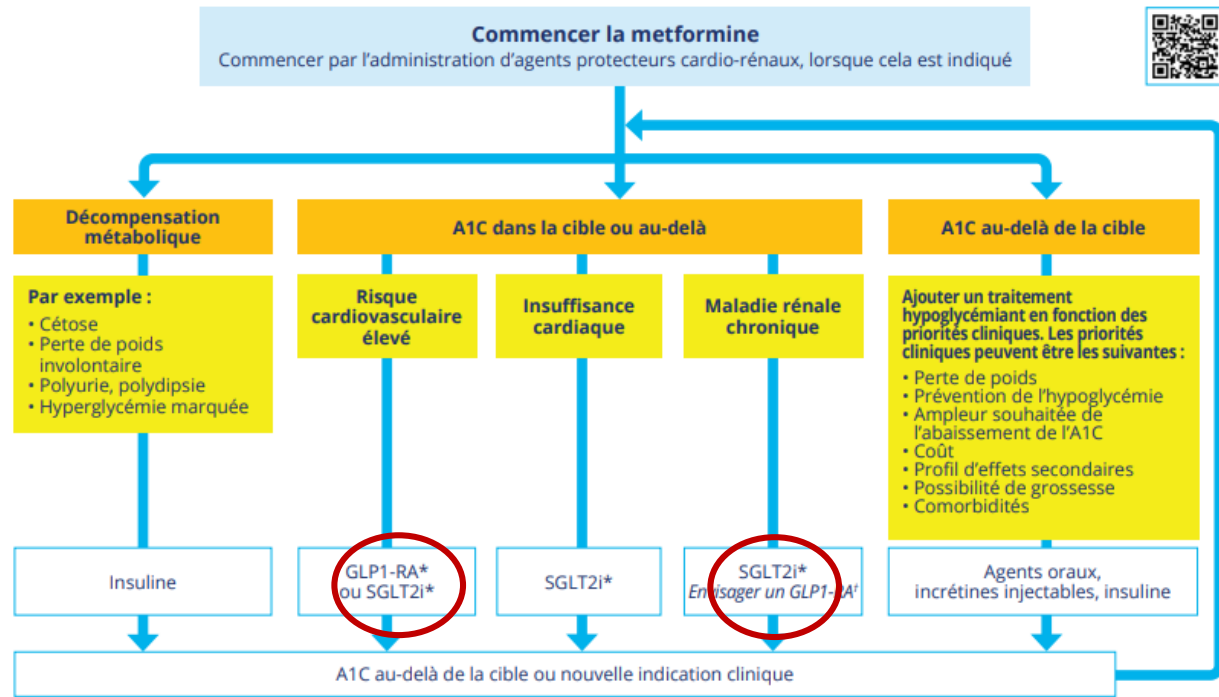 Commencer la metformine
Commencer par l'administration d'agents protecteurs cardio-rénaux, lorsque cela est indiqué
Décompensation
métabolique
A1C dans la cible ou au-delà
A1C au-delà de la cible
Par exemple :
• Cétose
• Perte de poids
involontaire
• Polyurie, polydipsie
• Hyperglycémie marquée
Risque
cardiovasculaire
élevé
Insuffisance
cardiaque
Maladie rénale
chronique
Ajouter un traitement
hypoglycémiant en fonction des
priorités cliniques. Les priorités
cliniques peuvent être les suivantes :
• Perte de poids
• Prévention de l'hypoglycémie
• Ampleur souhaitée de
l'abaissement de l'A1C
• Coût
• Profil d'effets secondaires
• Possibilité de grossesse
• Comorbidités
Insuline
GLP1-RA*
ou SGLT2i*
SGLT2i*
SGLT2i*
Envisager un GLP1-RA†
Agents oraux,
incrétines injectables, insuline
A1C au-delà de la cible ou nouvelle indication clinique